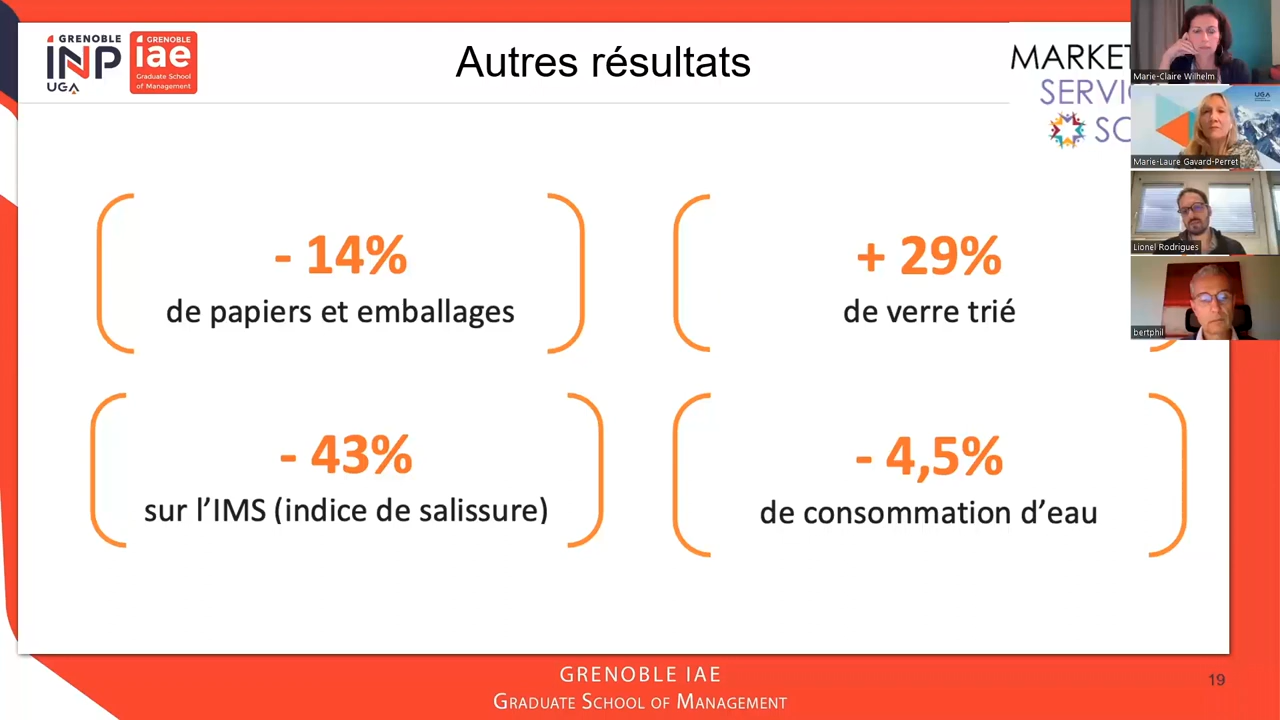 GRENOBLE
INP
UGA
GRENOBLE
iae
Graduate School
of Management
Autres résultats
MARKET
SERVIC
SO
Marie-Claire Wilhelm
UGA
Marie-Laure Gavard-Perret
Lionel Rodrigues
bertphil
- 14%
de papiers et emballages
+ 29%
de verre trié
- 43%
sur l’IMS (indice de salissure)
- 4,5%
de consommation d’eau
GRENOBLE IAE
GRADUATE SCHOOL OF MANAGEMENT
19